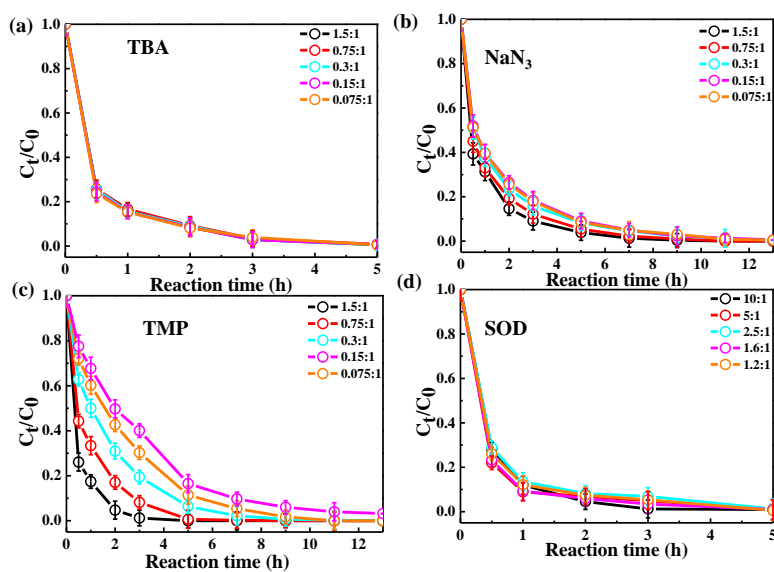 (a)
TBA
1.5:1
0.75:1
0.3:1
0.15:1
0.075:1
Ct/C0
1.0
0.8
0.6
0.4
0.2
0.0
0 1 2 3 4 5
Reaction time (h)
(b)
NaN3
1.5:1
0.75:1
0.3:1
0.15:1
0.075:1
Ct/C0
1.0
0.8
0.6
0.4
0.2
0.0
0 2 4 6 8 10 12
Reaction time (h)
(c)
TMP
1.5:1
0.75:1
0.3:1
0.15:1
0.075:1
Ct/C0
1.0
0.8
0.6
0.4
0.2
0.0
0 2 4 6 8 10 12
Reaction time (h)
(d)
SOD
10:1
5:1
2.5:1
1.6:1
1.2:1
Ct/C0
1.0
0.8
0.6
0.4
0.2
0.0
0 1 2 3 4 5
Reaction time (h)